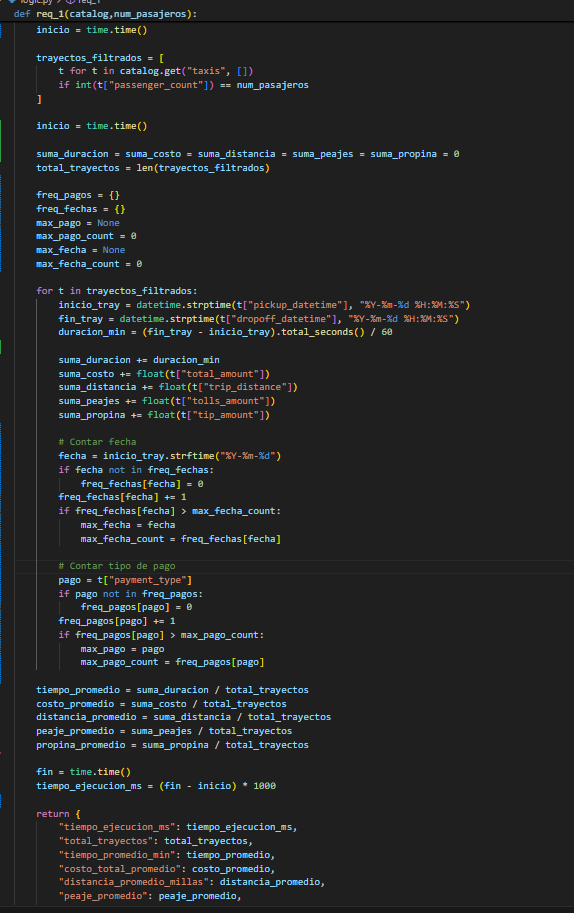 logic.py > req_1
def req_1(catalog,num_pasajeros):
    inicio = time.time()

    trayectos_filtrados = [
        t for t in catalog.get("taxis", [])
        if int(t["passenger_count"]) == num_pasajeros
    ]

    inicio = time.time()

    suma_duracion = suma_costo = suma_distancia = suma_peajes = suma_propina = 0
    total_trayectos = len(trayectos_filtrados)

    freq_pagos = {}
    freq_fechas = {}
    max_pago = None
    max_pago_count = 0
    max_fecha = None
    max_fecha_count = 0

    for t in trayectos_filtrados:
        inicio_tray = datetime.strptime(t["pickup_datetime"], "%Y-%m-%d %H:%M:%S")
        fin_tray = datetime.strptime(t["dropoff_datetime"], "%Y-%m-%d %H:%M:%S")
        duracion_min = (fin_tray - inicio_tray).total_seconds() / 60

        suma_duracion += duracion_min
        suma_costo += float(t["total_amount"])
        suma_distancia += float(t["trip_distance"])
        suma_peajes += float(t["tolls_amount"])
        suma_propina += float(t["tip_amount"])

        # Contar fecha
        fecha = inicio_tray.strftime("%Y-%m-%d")
        if fecha not in freq_fechas:
            freq_fechas[fecha] = 0
        freq_fechas[fecha] += 1
        if freq_fechas[fecha] > max_fecha_count:
            max_fecha = fecha
            max_fecha_count = freq_fechas[fecha]

        # Contar tipo de pago
        pago = t["payment_type"]
        if pago not in freq_pagos:
            freq_pagos[pago] = 0
        freq_pagos[pago] += 1
        if freq_pagos[pago] > max_pago_count:
            max_pago = pago
            max_pago_count = freq_pagos[pago]

    tiempo_promedio = suma_duracion / total_trayectos
    costo_promedio = suma_costo / total_trayectos
    distancia_promedio = suma_distancia / total_trayectos
    peaje_promedio = suma_peajes / total_trayectos
    propina_promedio = suma_propina / total_trayectos

    fin = time.time()
    tiempo_ejecucion_ms = (fin - inicio) * 1000

    return {
        "tiempo_ejecucion_ms": tiempo_ejecucion_ms,
        "total_trayectos": total_trayectos,
        "tiempo_promedio_min": tiempo_promedio,
        "costo_total_promedio": costo_promedio,
        "distancia_promedio_millas": distancia_promedio,
        "peaje_promedio": peaje_promedio,